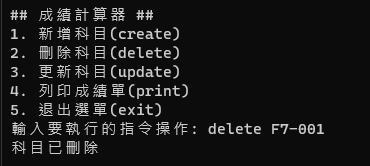 ## 成績計算器 ##
1. 新增科目(create)
2. 刪除科目(delete)
3. 更新科目(update)
4. 列印成績單(print)
5. 退出選單(exit)
輸入要執行的指令操作: delete F7-001
科目已刪除